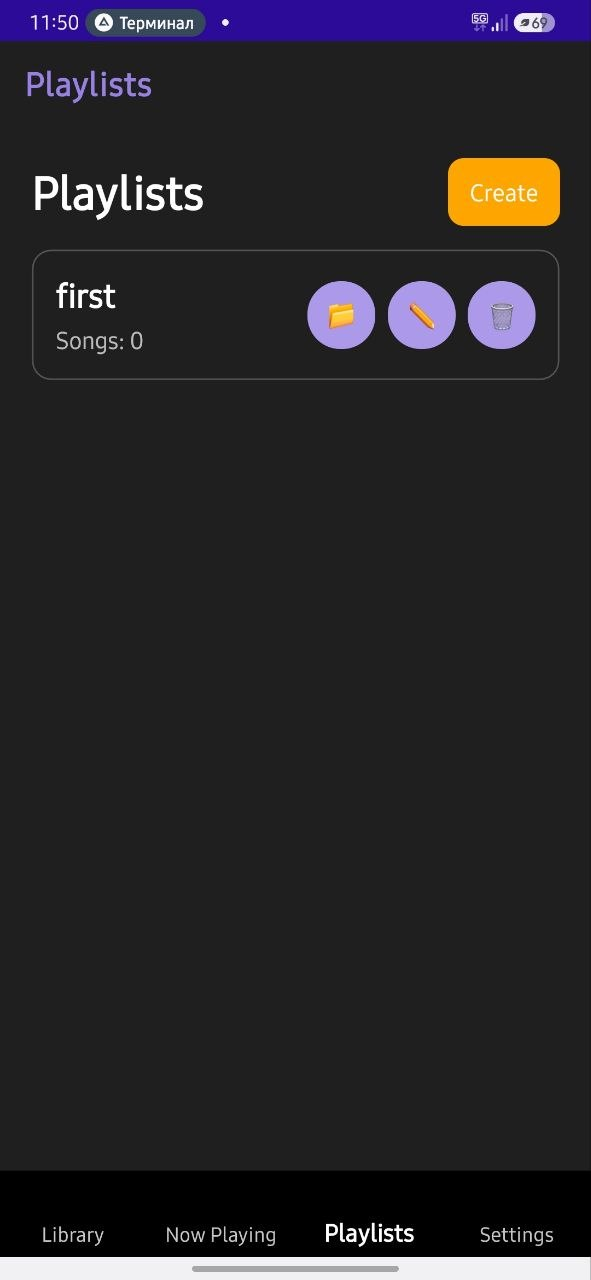 11:50 Терминал 5G 69
Playlists
Playlists Create
first
Songs: 0
Library Now Playing Playlists Settings